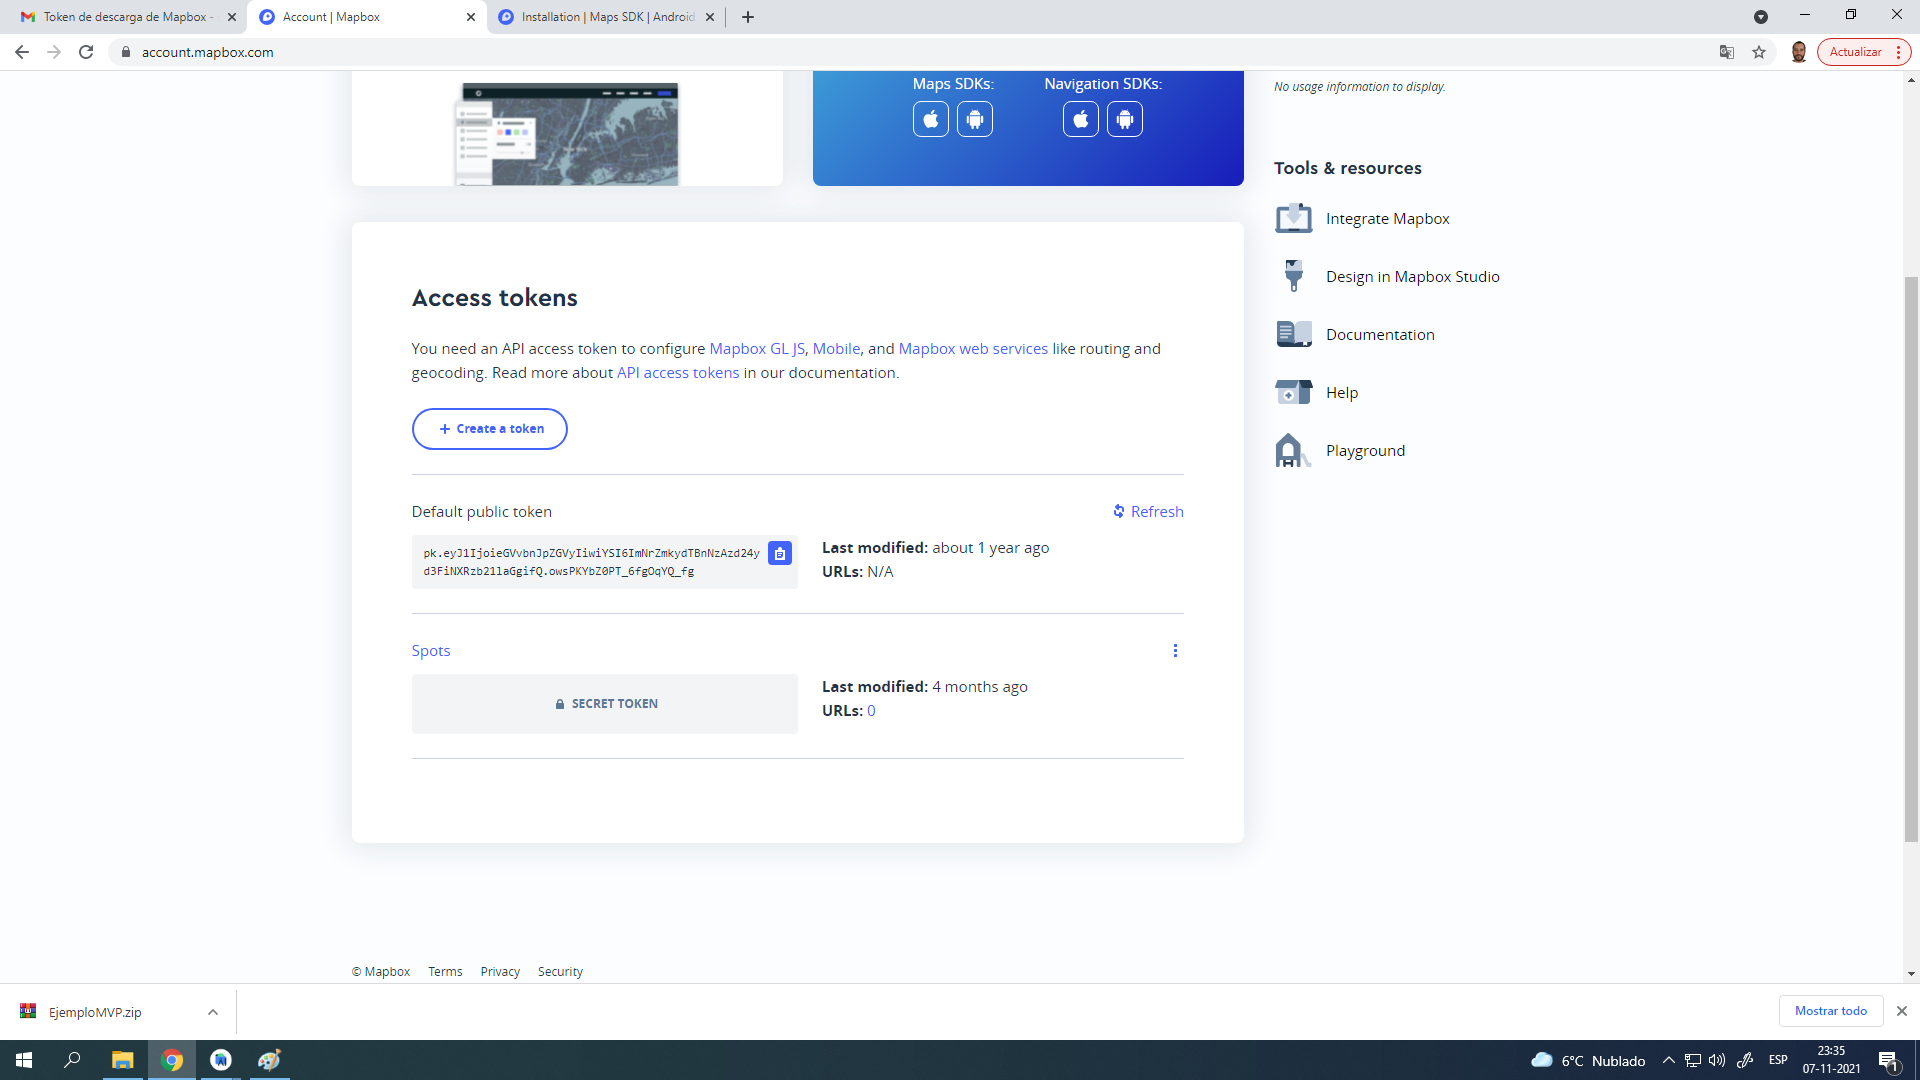 Token de descarga de Mapbox -
Account | Mapbox
Installation | Maps SDK | Android
account.mapbox.com
Actualizar
Maps SDKs:
Navigation SDKs:
No usage information to display.
Tools & resources
Integrate Mapbox
Design in Mapbox Studio
Documentation
Help
Playground
Access tokens
You need an API access token to configure Mapbox GL JS, Mobile, and Mapbox web services like routing and
geocoding. Read more about API access tokens in our documentation.
+ Create a token
Default public token
Refresh
pk.eyJ1IjoieGVvbnJpZGVyIiwiYSI6ImNrZmkydTBnNzAzd24y
d3FiNXRzb21laGgifQ.owsPKYbZ0PT_6fgOqYQ_fg
Last modified: about 1 year ago
URLs: N/A
Spots
SECRET TOKEN
Last modified: 4 months ago
URLs: 0
© Mapbox Terms Privacy Security
EjemploMVP.zip
Mostrar todo
6°C Nublado
ESP
23:35
07-11-2021
1